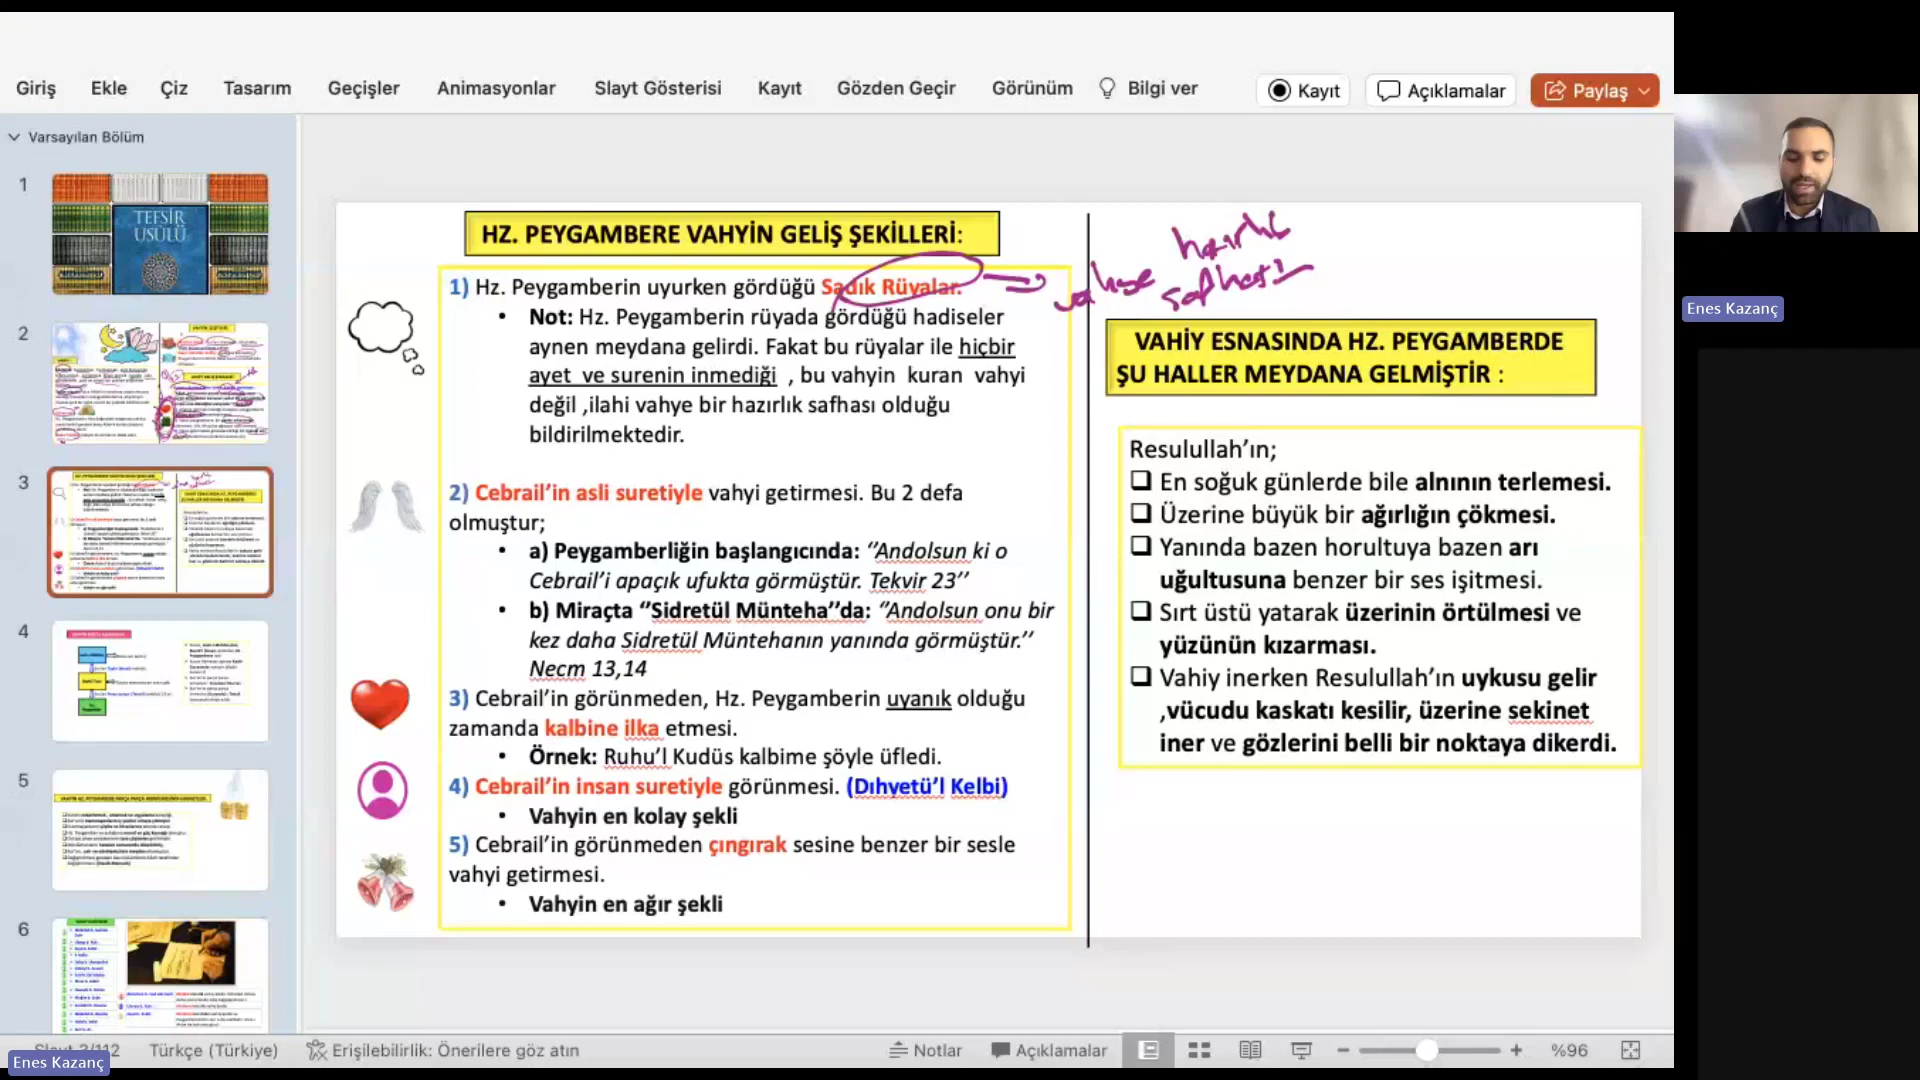 Giriş Ekle Çiz Tasarım Geçişler Animasyonlar Slayt Gösterisi Kayıt Gözden Geçir Görünüm Bilgi ver Kayıt Açıklamalar Paylaş
Varsayılan Bölüm
1
TEFSİR
USÛLÜ
2
3
4
5
6
HZ. PEYGAMBERE VAHYİN GELİŞ ŞEKİLLERİ:
1) Hz. Peygamberin uyurken gördüğü Sadık Rüyalar.
• Not: Hz. Peygamberin rüyada gördüğü hadiseler
aynen meydana gelirdi. Fakat bu rüyalar ile hiçbir
ayet ve surenin inmediği , bu vahyin kuran vahyi
değil ,ilahi vahye bir hazırlık safhası olduğu
bildirilmektedir.
2) Cebrail’in asli suretiyle vahyi getirmesi. Bu 2 defa
olmuştur;
• a) Peygamberliğin başlangıcında: ‘‘Andolsun ki o
Cebrail’i apaçık ufukta görmüştür. Tekvir 23’’
• b) Miraçta ‘‘Sidretül Münteha’’da: ‘‘Andolsun onu bir
kez daha Sidretül Müntehanın yanında görmüştür.’’
Necm 13,14
3) Cebrail’in görünmeden, Hz. Peygamberin uyanık olduğu
zamanda kalbine ilka etmesi.
• Örnek: Ruhu’l Kudüs kalbime şöyle üfledi.
4) Cebrail’in insan suretiyle görünmesi. (Dıhyetü’l Kelbi)
• Vahyin en kolay şekli
5) Cebrail’in görünmeden çıngırak sesine benzer bir sesle
vahyi getirmesi.
• Vahyin en ağır şekli
hazırlık
vahye safhası
VAHİY ESNASINDA HZ. PEYGAMBERDE
ŞU HALLER MEYDANA GELMİŞTİR :
Resulullah’ın;
❑ En soğuk günlerde bile alnının terlemesi.
❑ Üzerine büyük bir ağırlığın çökmesi.
❑ Yanında bazen horultuya bazen arı
uğultusuna benzer bir ses işitmesi.
❑ Sırt üstü yatarak üzerinin örtülmesi ve
yüzünün kızarması.
❑ Vahiy inerken Resulullah’ın uykusu gelir
,vücudu kaskatı kesilir, üzerine sekinet
iner ve gözlerini belli bir noktaya dikerdi.
Enes Kazanç
Türkçe (Türkiye) Erişilebilirlik: Önerilere göz atın Notlar Açıklamalar %96
Enes Kazanç